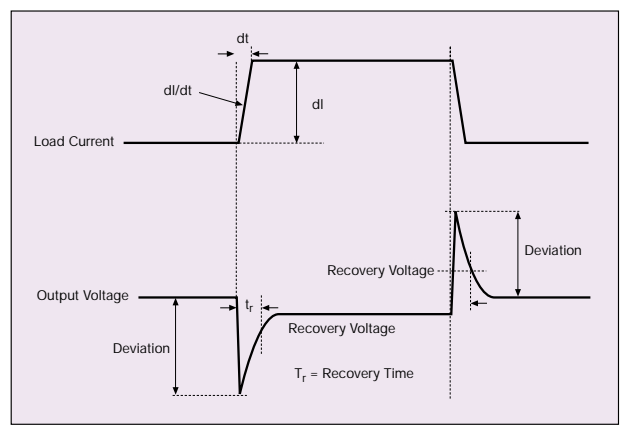 dt
dI/dt
dI
Load Current
Deviation
Recovery Voltage
Output Voltage
tr
Recovery Voltage
Deviation
Tr = Recovery Time